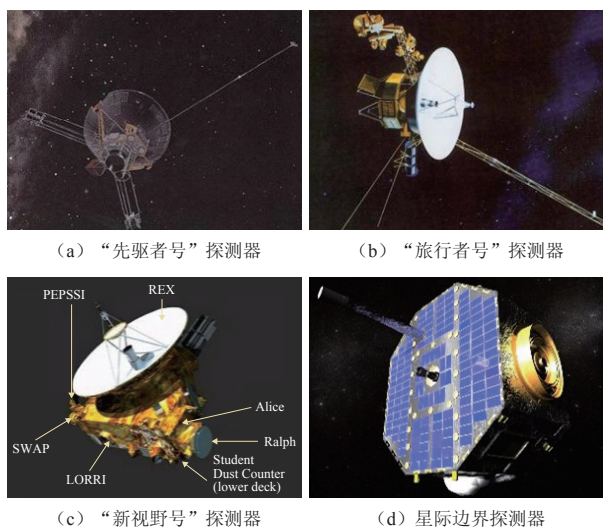 (a)“先驱者号”探测器
(b)“旅行者号”探测器
PEPSSI
REX
Alice
SWAP
Ralph
LORRI
Student
Dust Counter
(lower deck)
(c)“新视野号”探测器
(d)星际边界探测器